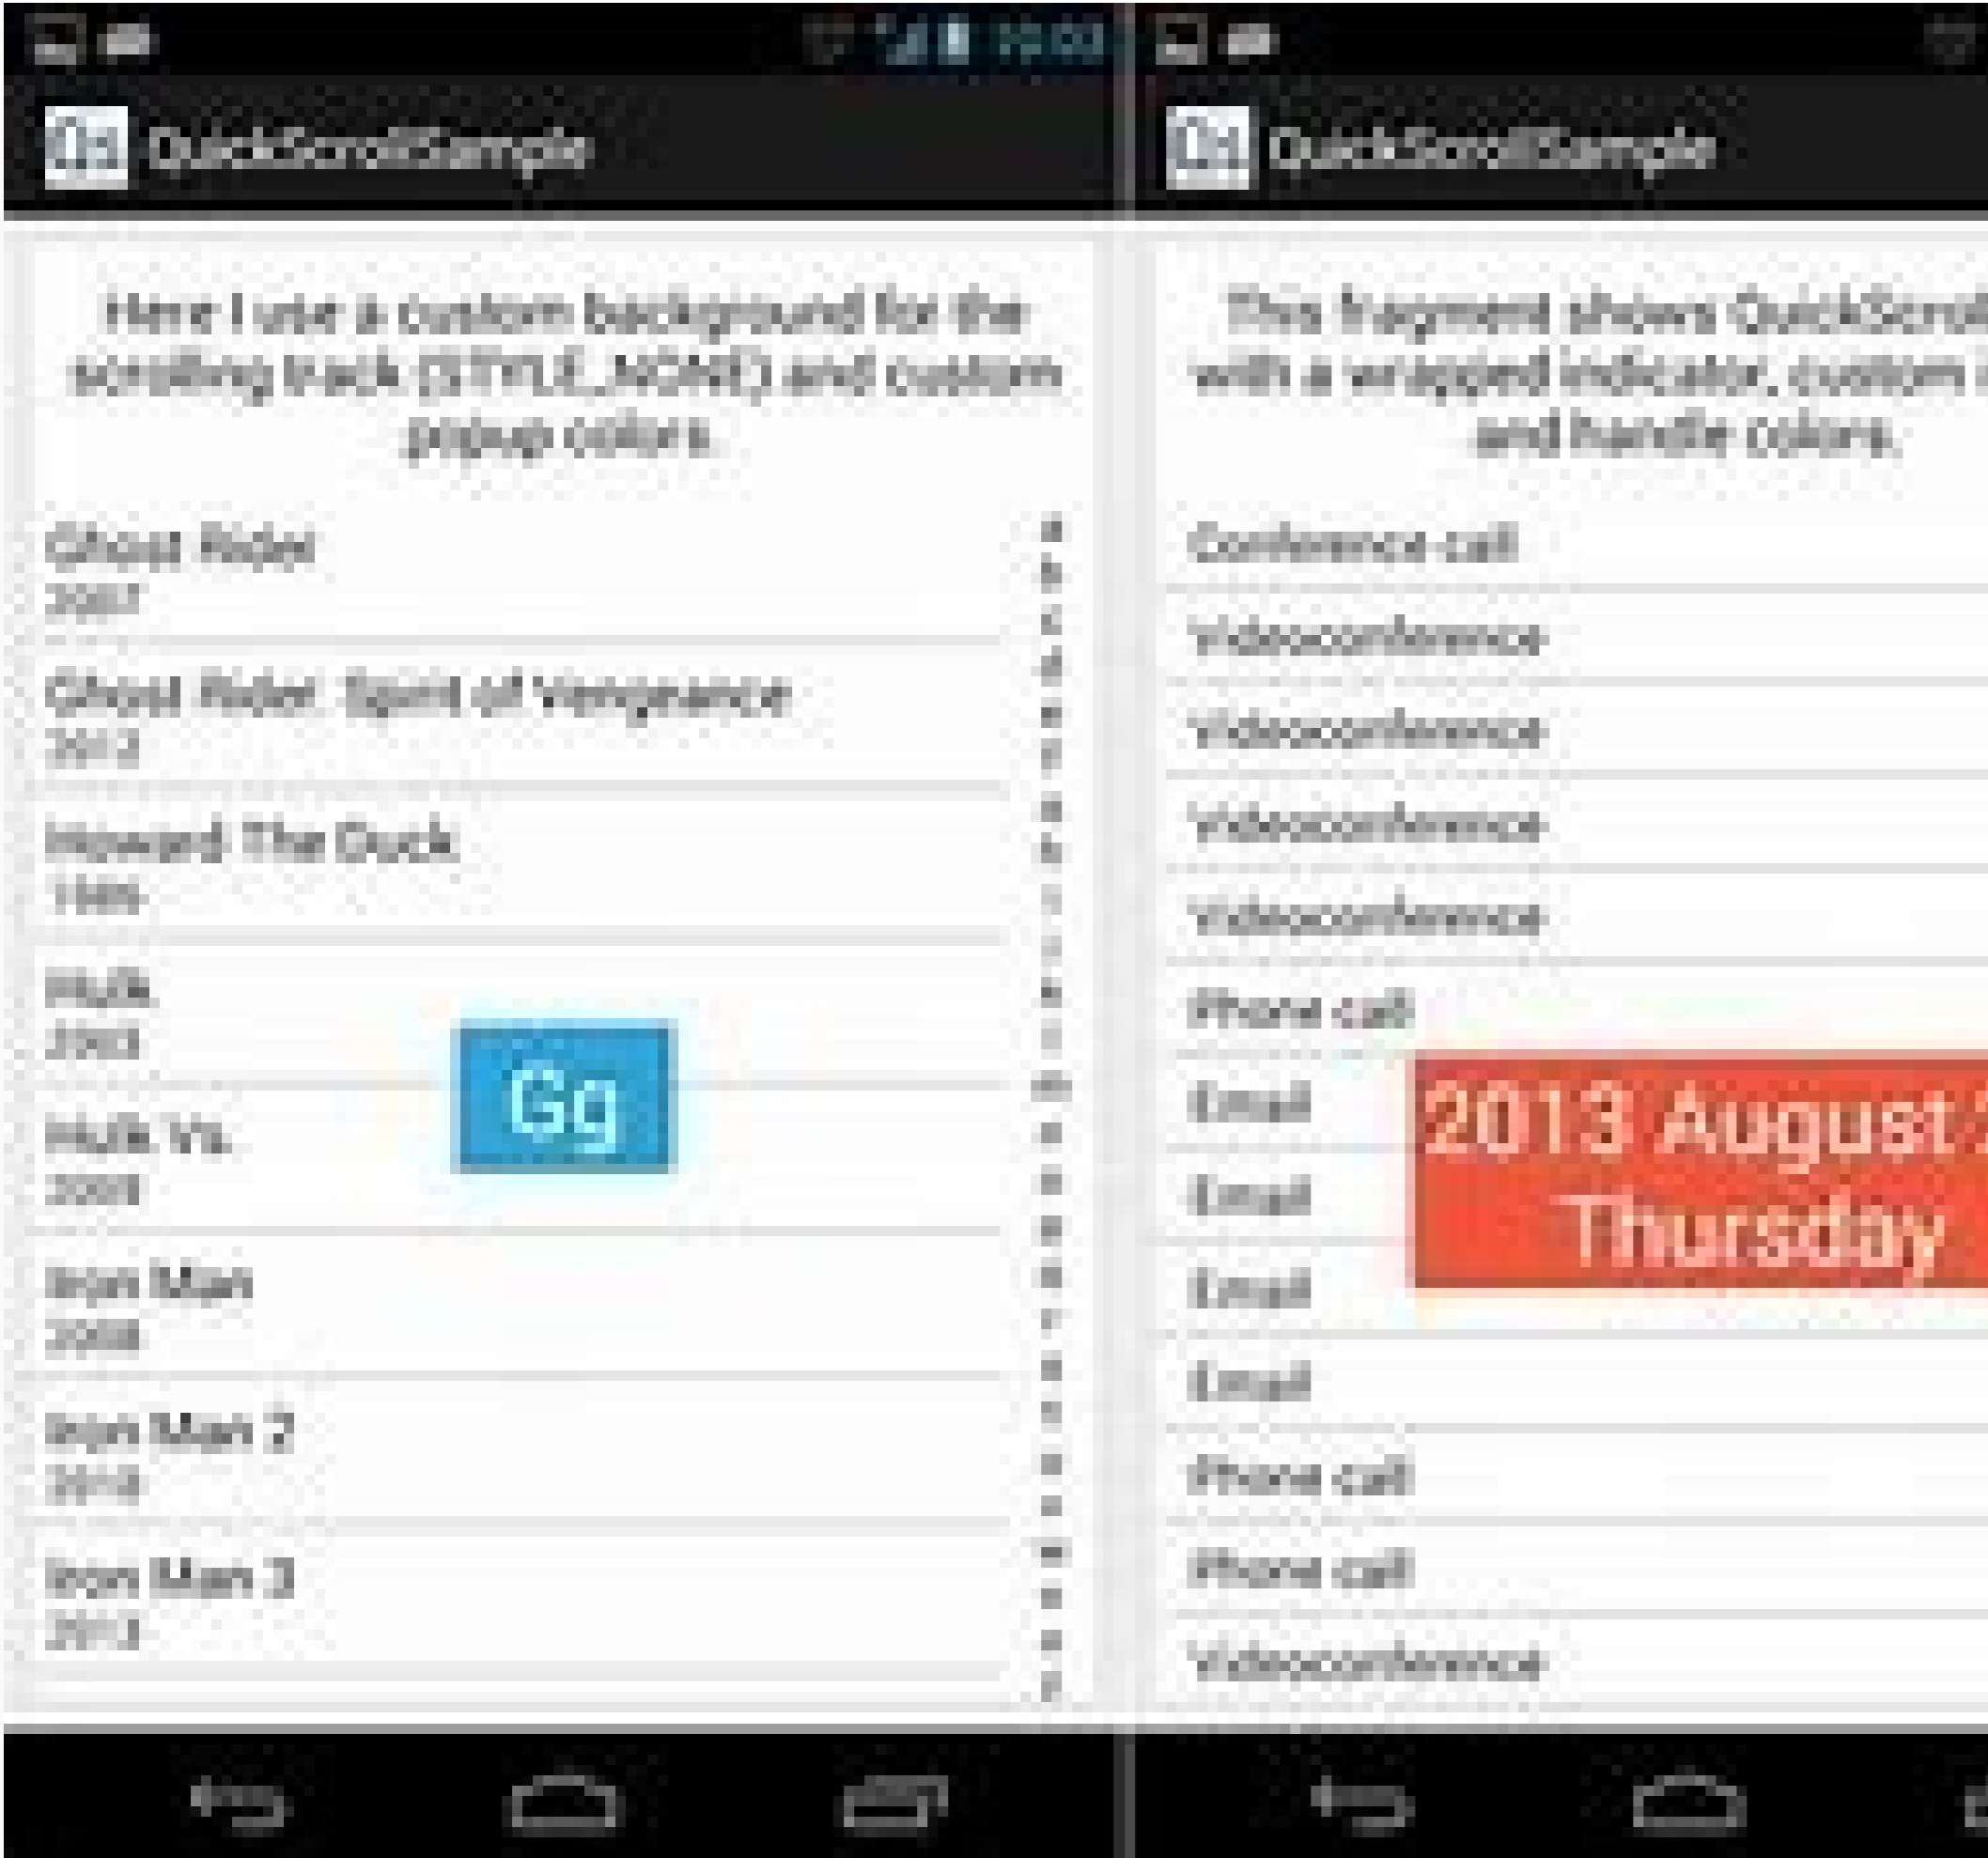 QuickScrollSample
Here I use a custom background for the
scrolling track (STYLE_NONE) and custom
popup colors.
Ghost Rider
2007
Ghost Rider: Spirit of Vengeance
2012
Howard The Duck
Hulk
2003
Hulk Vs.
2009
Iron Man
2008
Iron Man 2
2010
Iron Man 3
2013
Gg
QuickScrollSample
This fragment shows
with a wrapped indicator, custom
and handle colors.
Conference call
Videoconference
Videoconference
Videoconference
Videoconference
Phone call
Email
Email
Email
Email
Phone call
Phone call
Videoconference
2013 August
Thursday